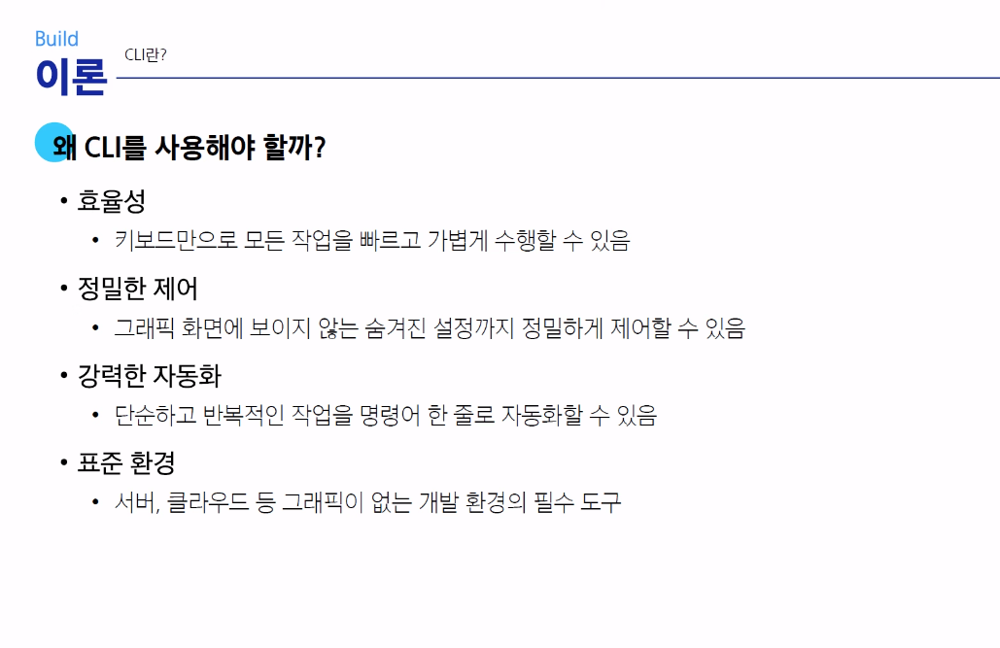 Build
이론
CLI란?
왜 CLI를 사용해야 할까?
• 효율성
• 키보드만으로 모든 작업을 빠르고 가볍게 수행할 수 있음
• 정밀한 제어
• 그래픽 화면에 보이지 않는 숨겨진 설정까지 정밀하게 제어할 수 있음
• 강력한 자동화
• 단순하고 반복적인 작업을 명령어 한 줄로 자동화할 수 있음
• 표준 환경
• 서버, 클라우드 등 그래픽이 없는 개발 환경의 필수 도구